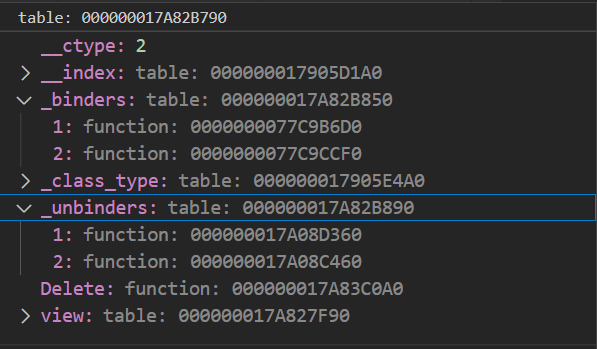 table: 000000017A82B790
__ctype: 2
__index: table: 000000017905D1A0
_binders: table: 000000017A82B850
1: function: 0000000077C9B6D0
2: function: 0000000077C9CCF0
_class_type: table: 000000017905E4A0
_unbinders: table: 000000017A82B890
1: function: 000000017A08D360
2: function: 000000017A08C460
Delete: function: 000000017A83C0A0
view: table: 000000017A827F90